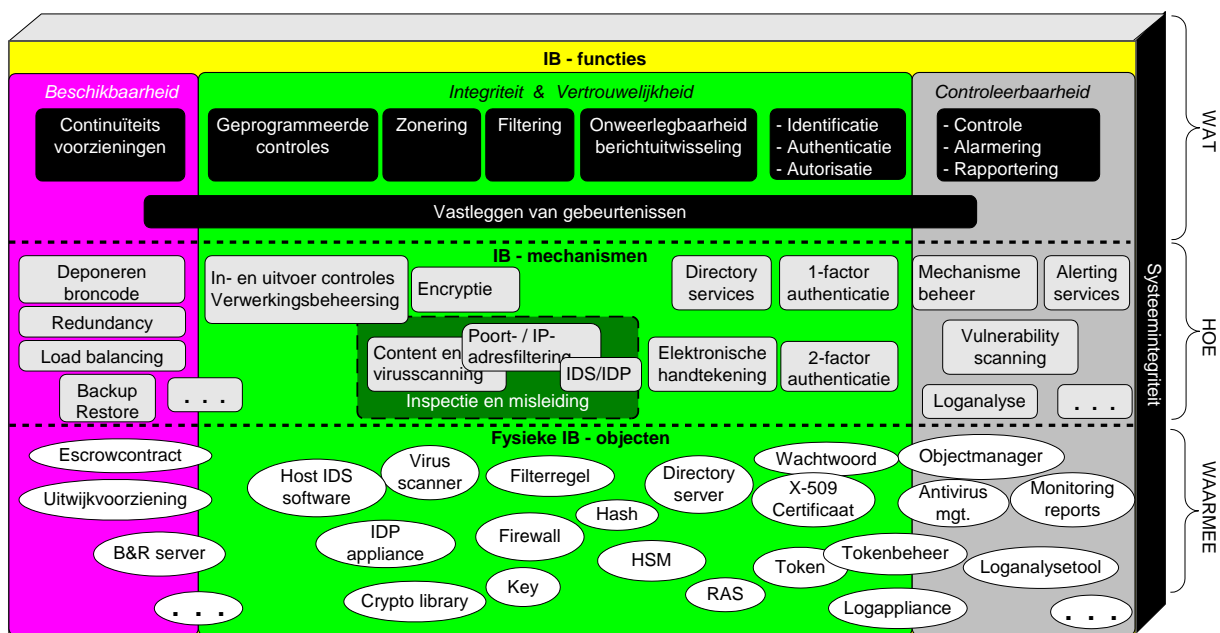 IB - functies
Beschikbaarheid
Integriteit & Vertrouwelijkheid
Controleerbaarheid
Continuïteits
voorzieningen
Geprogrammeerde
controles
Zonering
Filtering
Onweerlegbaarheid
berichtuitwisseling
- Identificatie
- Authenticatie
- Autorisatie
- Controle
- Alarmering
- Rapportering
Vastleggen van gebeurtenissen
WAT
IB - mechanismen
Deponeren
broncode
Redundancy
Load balancing
Backup
Restore
. . .
In- en uitvoer controles
Verwerkingsbeheersing
Encryptie
Content en
virusscanning
Poort- / IP-
adresfiltering
IDS/IDP
Inspectie en misleiding
Directory
services
1-factor
authenticatie
Elektronische
handtekening
2-factor
authenticatie
Mechanisme
beheer
Alerting
services
Vulnerability
scanning
Loganalyse
. . .
Systeemintegriteit
HOE
Fysieke IB - objecten
Escrowcontract
Uitwijkvoorziening
B&R server
. . .
Host IDS
software
Virus
scanner
Filterregel
Directory
server
Wachtwoord
X-509
Certificaat
IDP
appliance
Firewall
Hash
HSM
Token
Crypto library
Key
RAS
Objectmanager
Antivirus
mgt.
Monitoring
reports
Tokenbeheer
Loganalysetool
Logappliance
. . .
WAARMEE